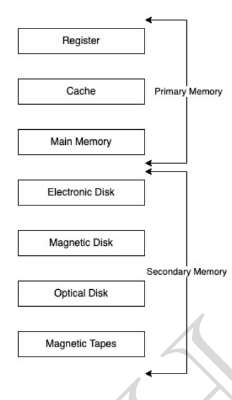 Register
Cache
Primary Memory
Main Memory
Electronic Disk
Magnetic Disk
Secondary Memory
Optical Disk
Magnetic Tapes